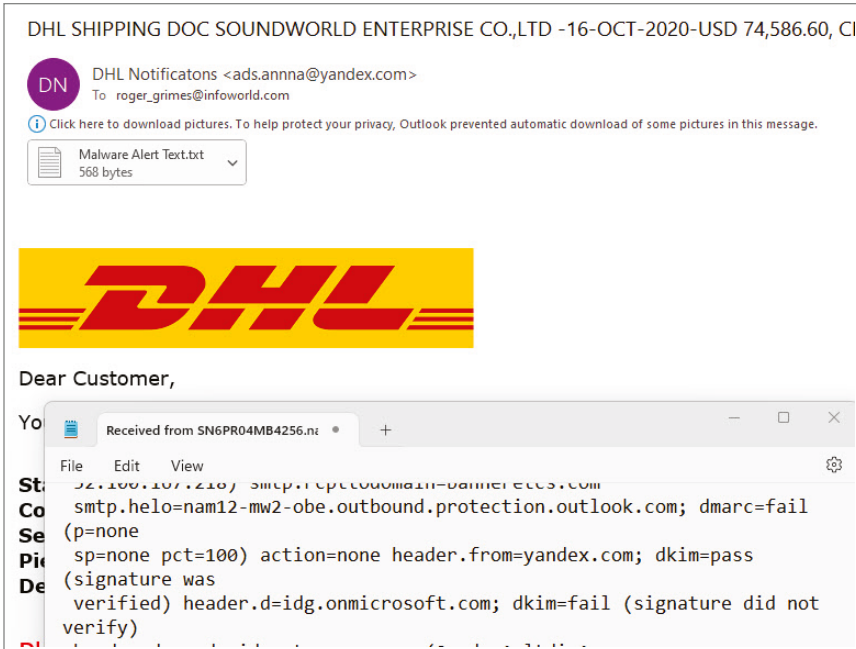 DHL SHIPPING DOC SOUNDWORLD ENTERPRISE CO.,LTD -16-OCT-2020-USD 74,586.60,
DN
DHL Notificatons <ads.annna@yandex.com>
To roger_grimes@infoworld.com
Click here to download pictures. To help protect your privacy, Outlook prevented automatic download of some pictures in this message.
Malware Alert Text.txt
568 bytes
DHL
Dear Customer,
Received from SN6PR04MB4256.na
File Edit View
smtp.helo=nam12-mw2-obe.outbound.protection.outlook.com; dmarc=fail
(p=none
sp=none pct=100) action=none header.from=yandex.com; dkim=pass
(signature was
verified) header.d=idg.onmicrosoft.com; dkim=fail (signature did not
verify)